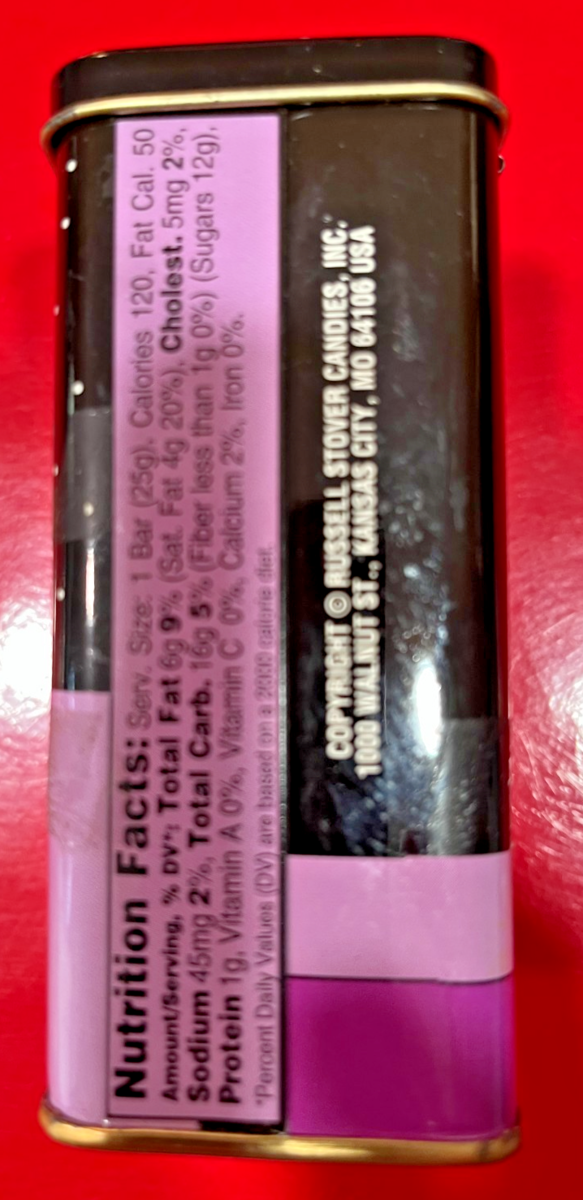 Nutrition Facts: Serv. Size: 1 Bar (25g), Calories 120, Fat Cal. 50
Amount/Serving, % DV*: Total Fat 6g 9% (Sat. Fat 4g 20%), Cholest. 5mg 2%,
Sodium 45mg 2%, Total Carb. 16g 5% (Fiber less than 1g 0%) (Sugars 12g),
Protein 1g, Vitamin A 0%, Vitamin C 0%, Calcium 2%, Iron 0%.
*Percent Daily Values (DV) are based on a 2000 calorie diet.
COPYRIGHT © RUSSELL STOVER CANDIES, INC.
1000 WALNUT ST., KANSAS CITY, MO 64106 USA